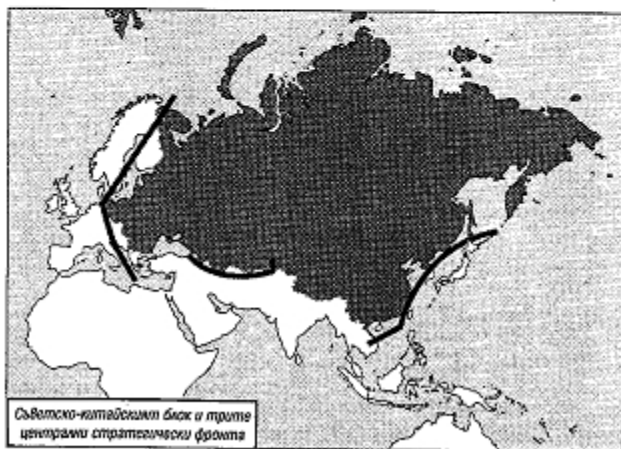 Съветско-китайският блок и трите
централни стратегически фронта